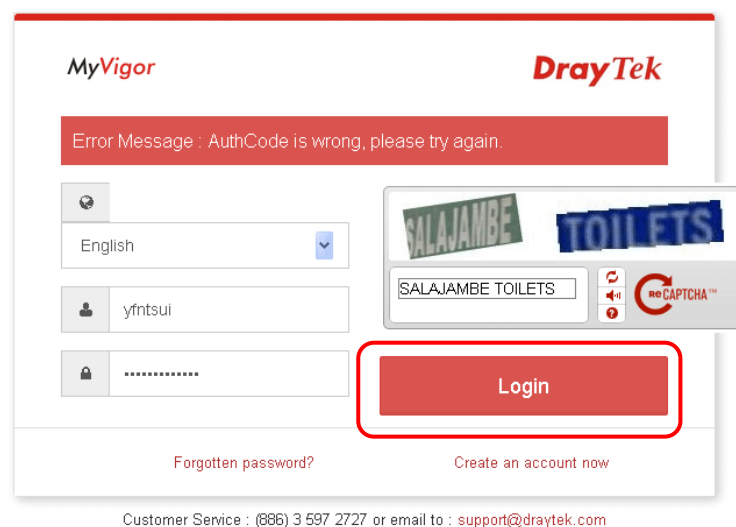 MyVigor
DrayTek
Error Message : AuthCode is wrong, please try again.
SALAJAMBE TOILETS
English
SALAJAMBE TOILETS
reCAPTCHA™
yfntsui
•••••••••••••
Login
Forgotten password?
Create an account now
Customer Service : (886) 3 597 2727 or email to : support@draytek.com